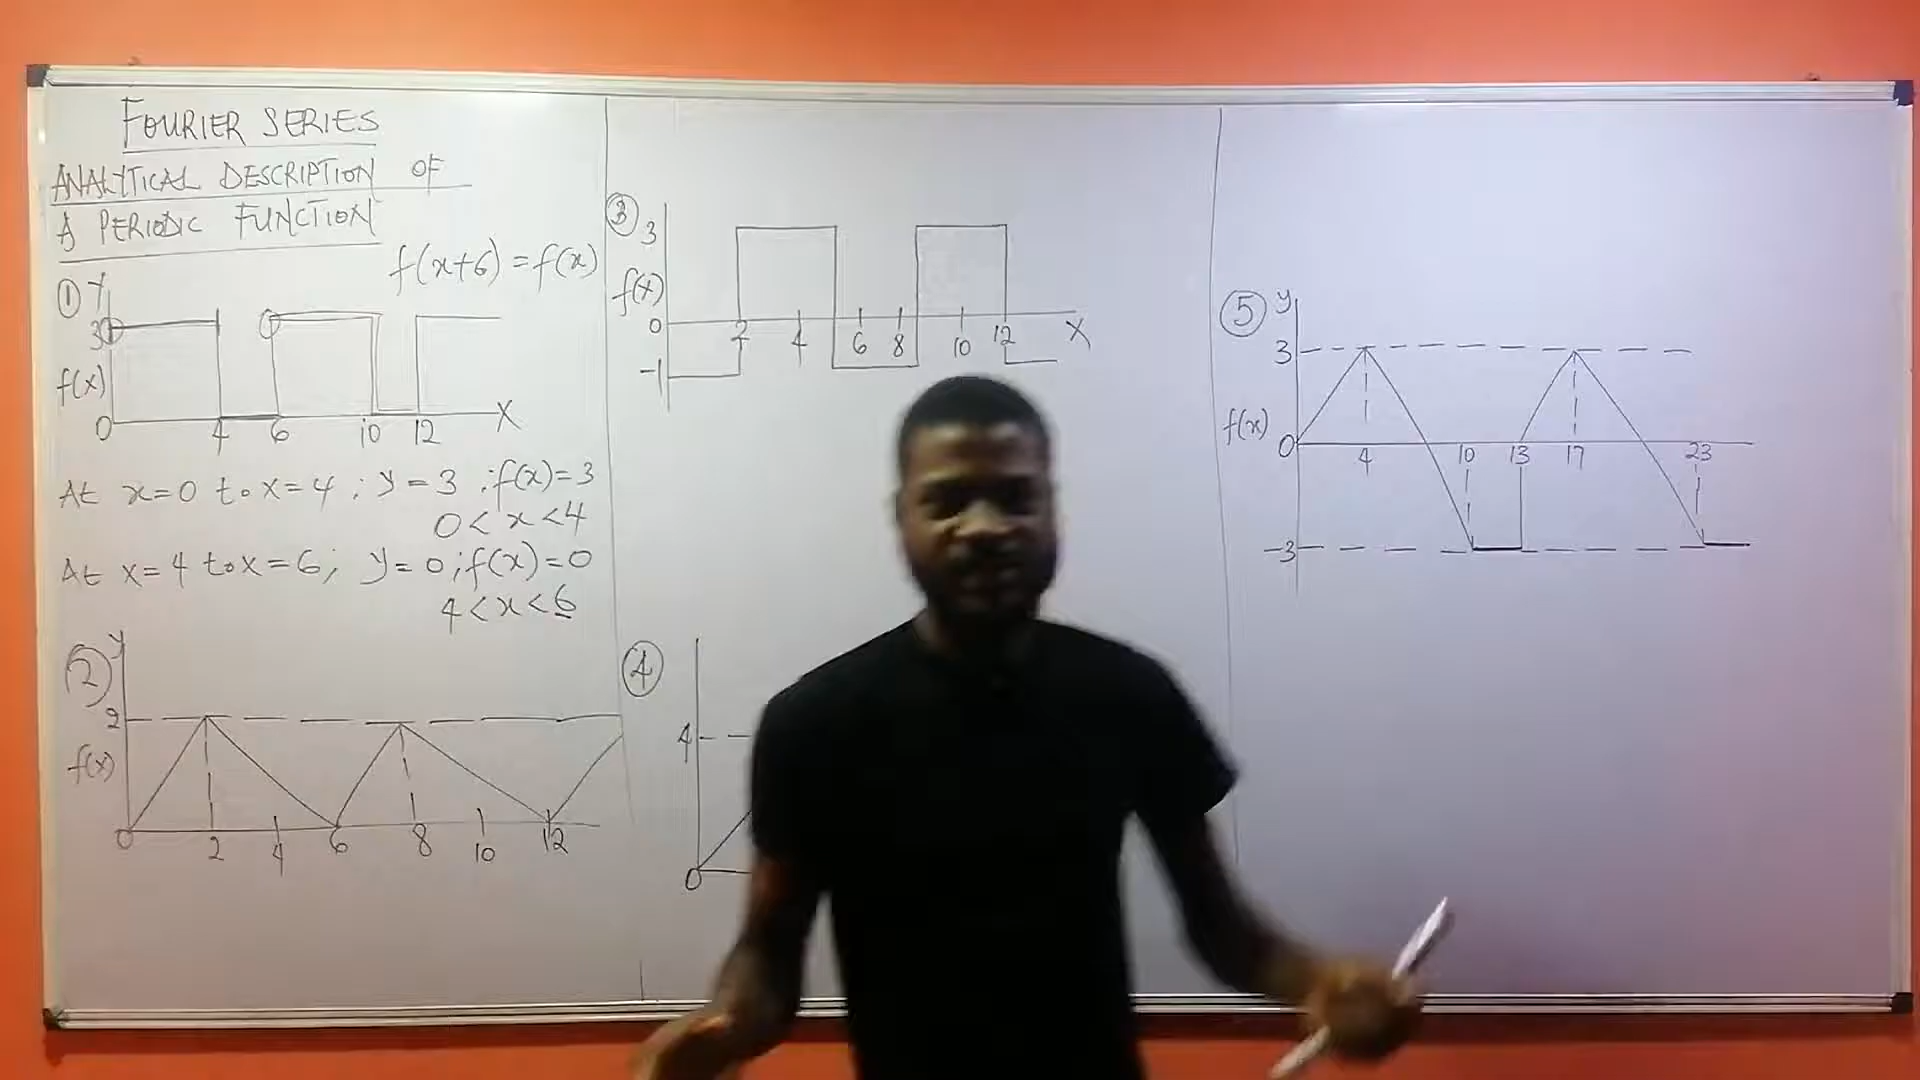 FOURIER SERIES
ANALYTICAL DESCRIPTION OF
A PERIODIC FUNCTION
f(x+6) = f(x)
① Y
3
f(x)
0 4 6 10 12 X
At x=0 to x=4 ; y=3 ; f(x)=3
0 < x < 4
At x=4 to x=6 ; y=0 ; f(x)=0
4 < x < 6
② y
2
f(x)
0 2 4 6 8 10 12
③
3
f(x)
0 2 4 6 8 10 12 X
-1
④
4
0
⑤ y
3
f(x)
0 4 10 13 17 23
-3